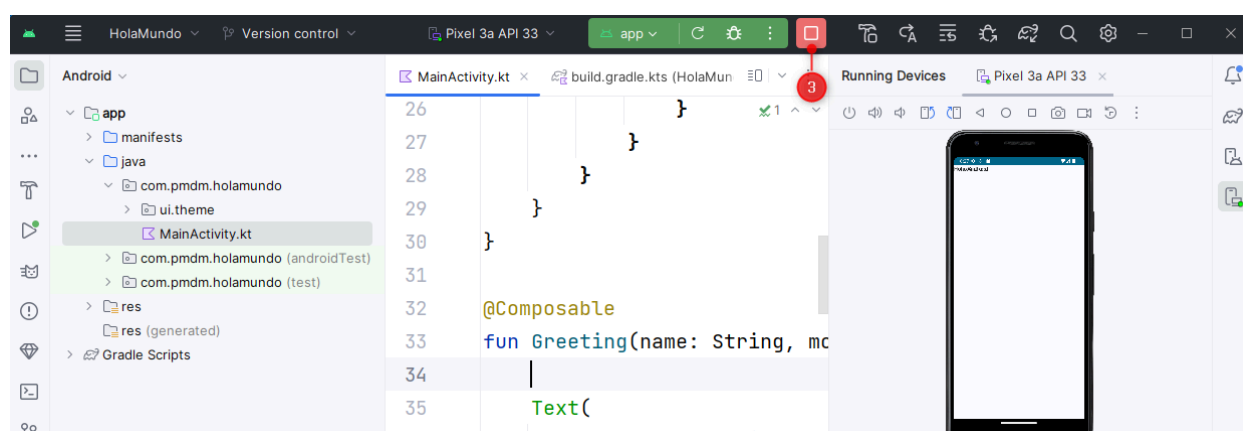 HolaMundo Version control Pixel 3a API 33 app
Android
MainActivity.kt build.gradle.kts (HolaMun
3
Running Devices Pixel 3a API 33
app
manifests
java
com.pmdm.holamundo
ui.theme
MainActivity.kt
com.pmdm.holamundo (androidTest)
com.pmdm.holamundo (test)
res
res (generated)
Gradle Scripts
26 } 1
27 }
28 }
29 }
30 }
31
32 @Composable
33 fun Greeting(name: String, mo
34
35 Text(